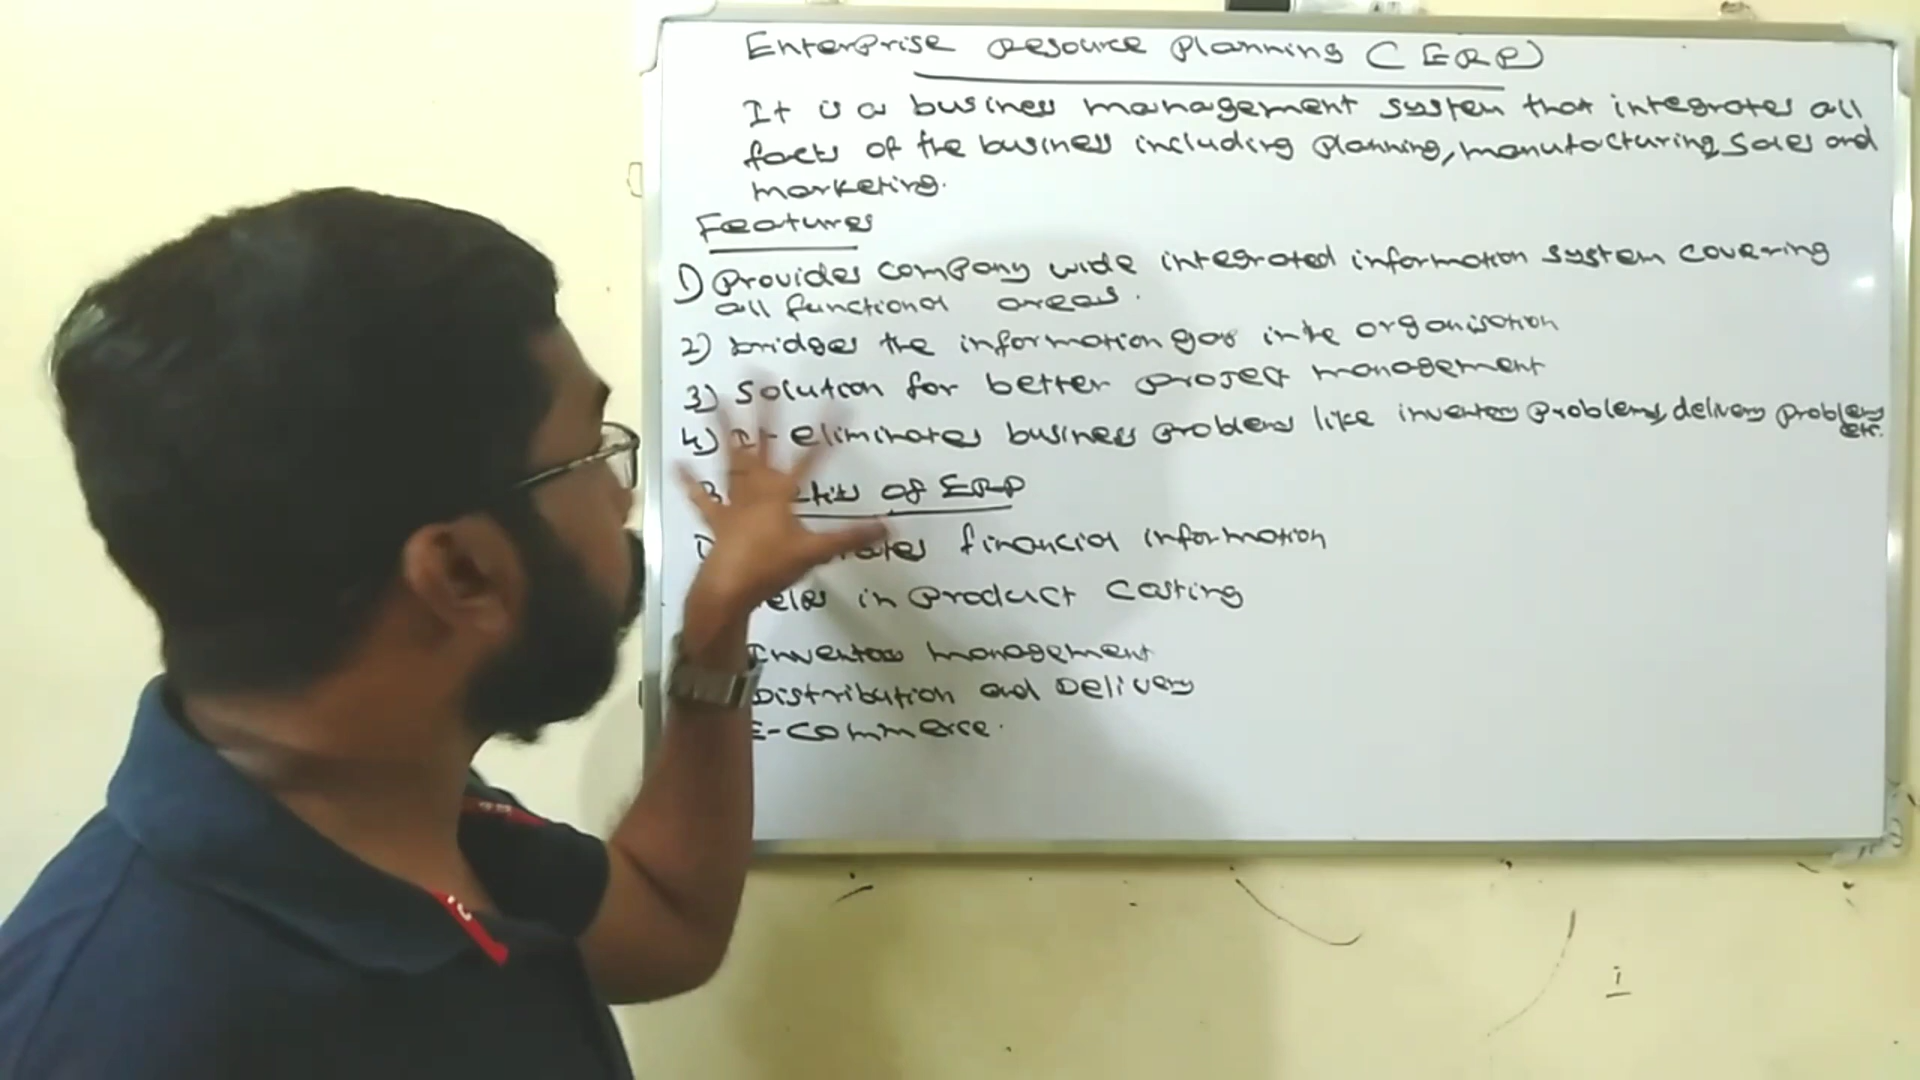 Enterprise Resource Planning (ERP)
It is a business management system that integrates all
facts of the business including planning, manufacturing, Sales and
marketing.
Features
1) Provides company wide integrated information system covering
all functional areas.
2) bridges the information gap in the organisation
3) Solution for better project management
4) It eliminates business problems like inventory problems, delivery problems
etc.
of ERP
financial information
in product costing
Inventory management
Distribution and Delivery
E-commerce.